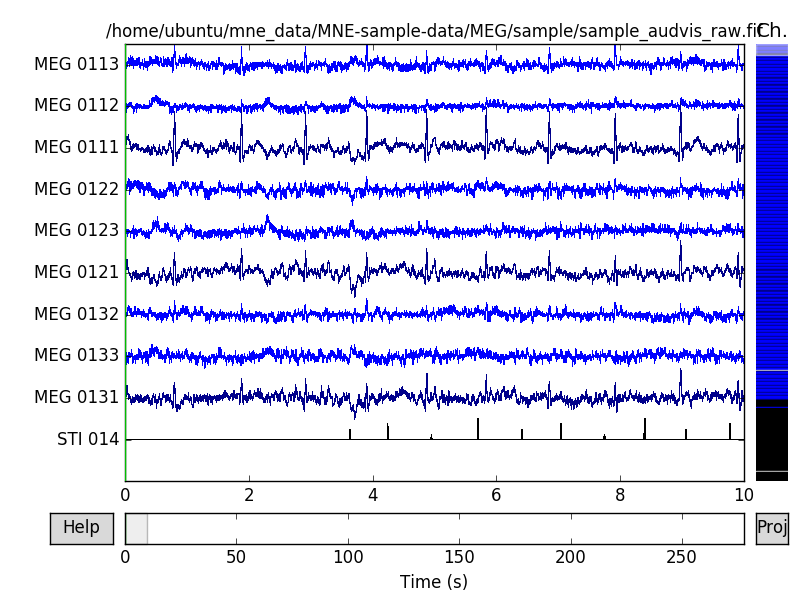 /home/ubuntu/mne_data/MNE-sample-data/MEG/sample/sample_audvis_raw.fif
Ch.
MEG 0113
MEG 0112
MEG 0111
MEG 0122
MEG 0123
MEG 0121
MEG 0132
MEG 0133
MEG 0131
STI 014
0 2 4 6 8 10
Help
Proj
0 50 100 150 200 250
Time (s)